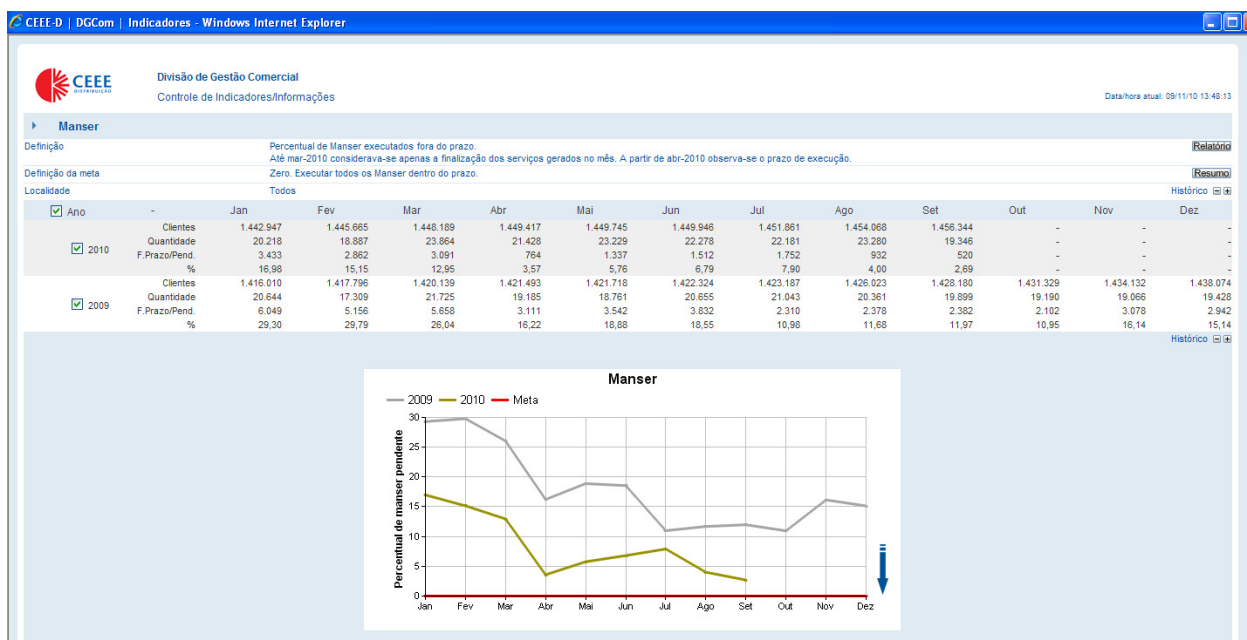 CEEE-D | DGCom | Indicadores - Windows Internet Explorer
CEEE
DISTRIBUIÇÃO
Divisão de Gestão Comercial
Controle de Indicadores/Informações
Data/hora atual: 09/11/10 13:48:13
Manser
Definição Percentual de Manser executados fora do prazo. Relatório
Até mar-2010 considerava-se apenas a finalização dos serviços gerados no mês. A partir de abr-2010 observa-se o prazo de execução.
Definição da meta Zero. Executar todos os Manser dentro do prazo. Resumo
Localidade Todos Histórico
Ano - Jan Fev Mar Abr Mai Jun Jul Ago Set Out Nov Dez
2010
Clientes 1.442.947 1.445.665 1.448.189 1.449.417 1.449.745 1.449.946 1.451.861 1.454.068 1.456.344 - - -
Quantidade 20.218 18.887 23.864 21.428 23.229 22.278 22.181 23.280 19.346 - - -
F.Prazo/Pend. 3.433 2.862 3.091 764 1.337 1.512 1.752 932 520 - - -
% 16,98 15,15 12,95 3,57 5,76 6,79 7,90 4,00 2,69 - - -
2009
Clientes 1.416.010 1.417.796 1.420.139 1.421.493 1.421.718 1.422.324 1.423.187 1.426.023 1.428.180 1.431.329 1.434.132 1.438.074
Quantidade 20.644 17.309 21.725 19.185 18.761 20.655 21.043 20.361 19.899 19.190 19.066 19.428
F.Prazo/Pend. 6.049 5.156 5.658 3.111 3.542 3.832 2.310 2.378 2.382 2.102 3.078 2.942
% 29,30 29,79 26,04 16,22 18,88 18,55 10,98 11,68 11,97 10,95 16,14 15,14
Histórico
Manser
2009 2010 Meta
Percentual de manser pendente
30
25
20
15
10
5
0
Jan Fev Mar Abr Mai Jun Jul Ago Set Out Nov Dez